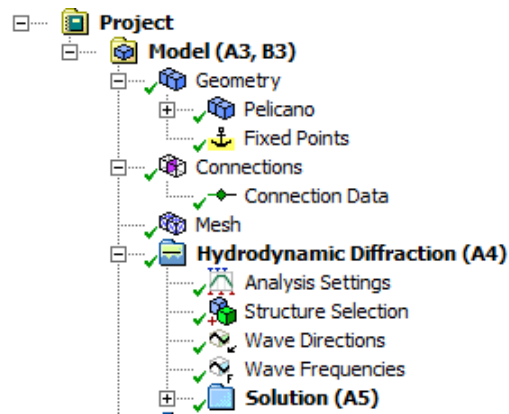 Project
Model (A3, B3)
Geometry
Pelicano
Fixed Points
Connections
Connection Data
Mesh
Hydrodynamic Diffraction (A4)
Analysis Settings
Structure Selection
Wave Directions
Wave Frequencies
Solution (A5)